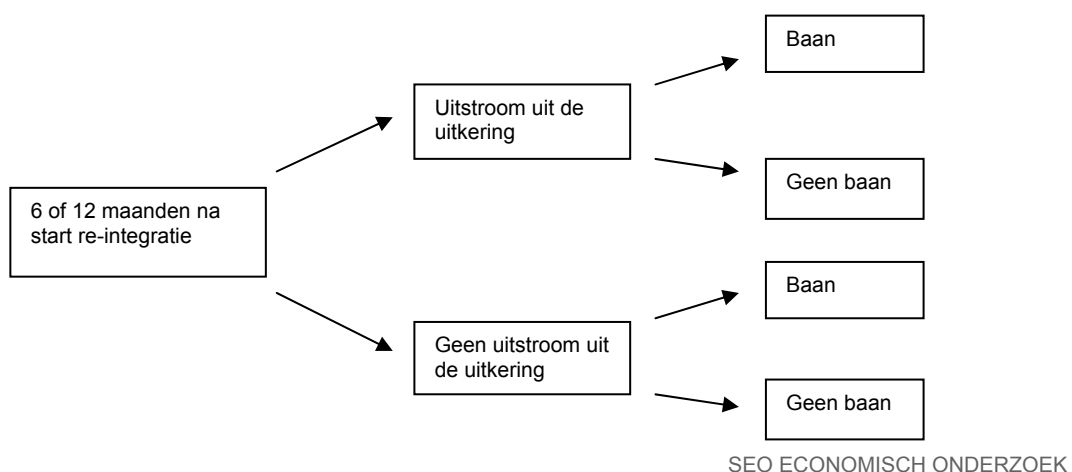 6 of 12 maanden na
start re-integratie
Uitstroom uit de
uitkering
Baan
Geen baan
Geen uitstroom uit
de uitkering
Baan
Geen baan
SEO ECONOMISCH ONDERZOEK